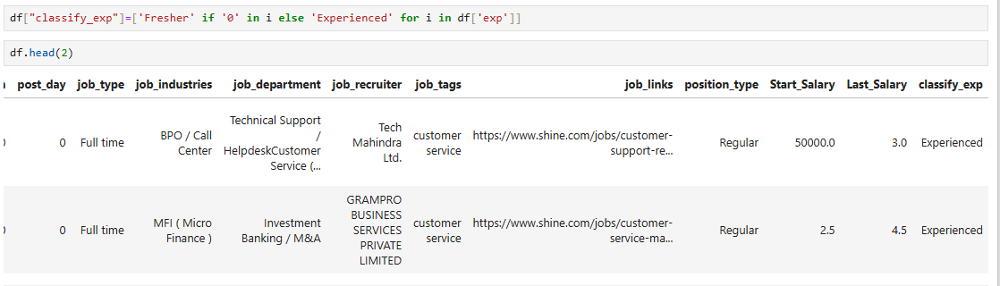 df["classify_exp"]=['Fresher' if '0' in i else 'Experienced' for i in df['exp']]
df.head(2)
post_day job_type job_industries job_department job_recruiter job_tags job_links position_type Start_Salary Last_Salary classify_exp
0 Full time BPO / Call Center Technical Support / HelpdeskCustomer Service (... Tech Mahindra Ltd. customer service https://www.shine.com/jobs/customer-support-re... Regular 50000.0 3.0 Experienced
0 Full time MFI ( Micro Finance ) Investment Banking / M&A GRAMPRO BUSINESS SERVICES PRIVATE LIMITED customer service https://www.shine.com/jobs/customer-service-ma... Regular 2.5 4.5 Experienced